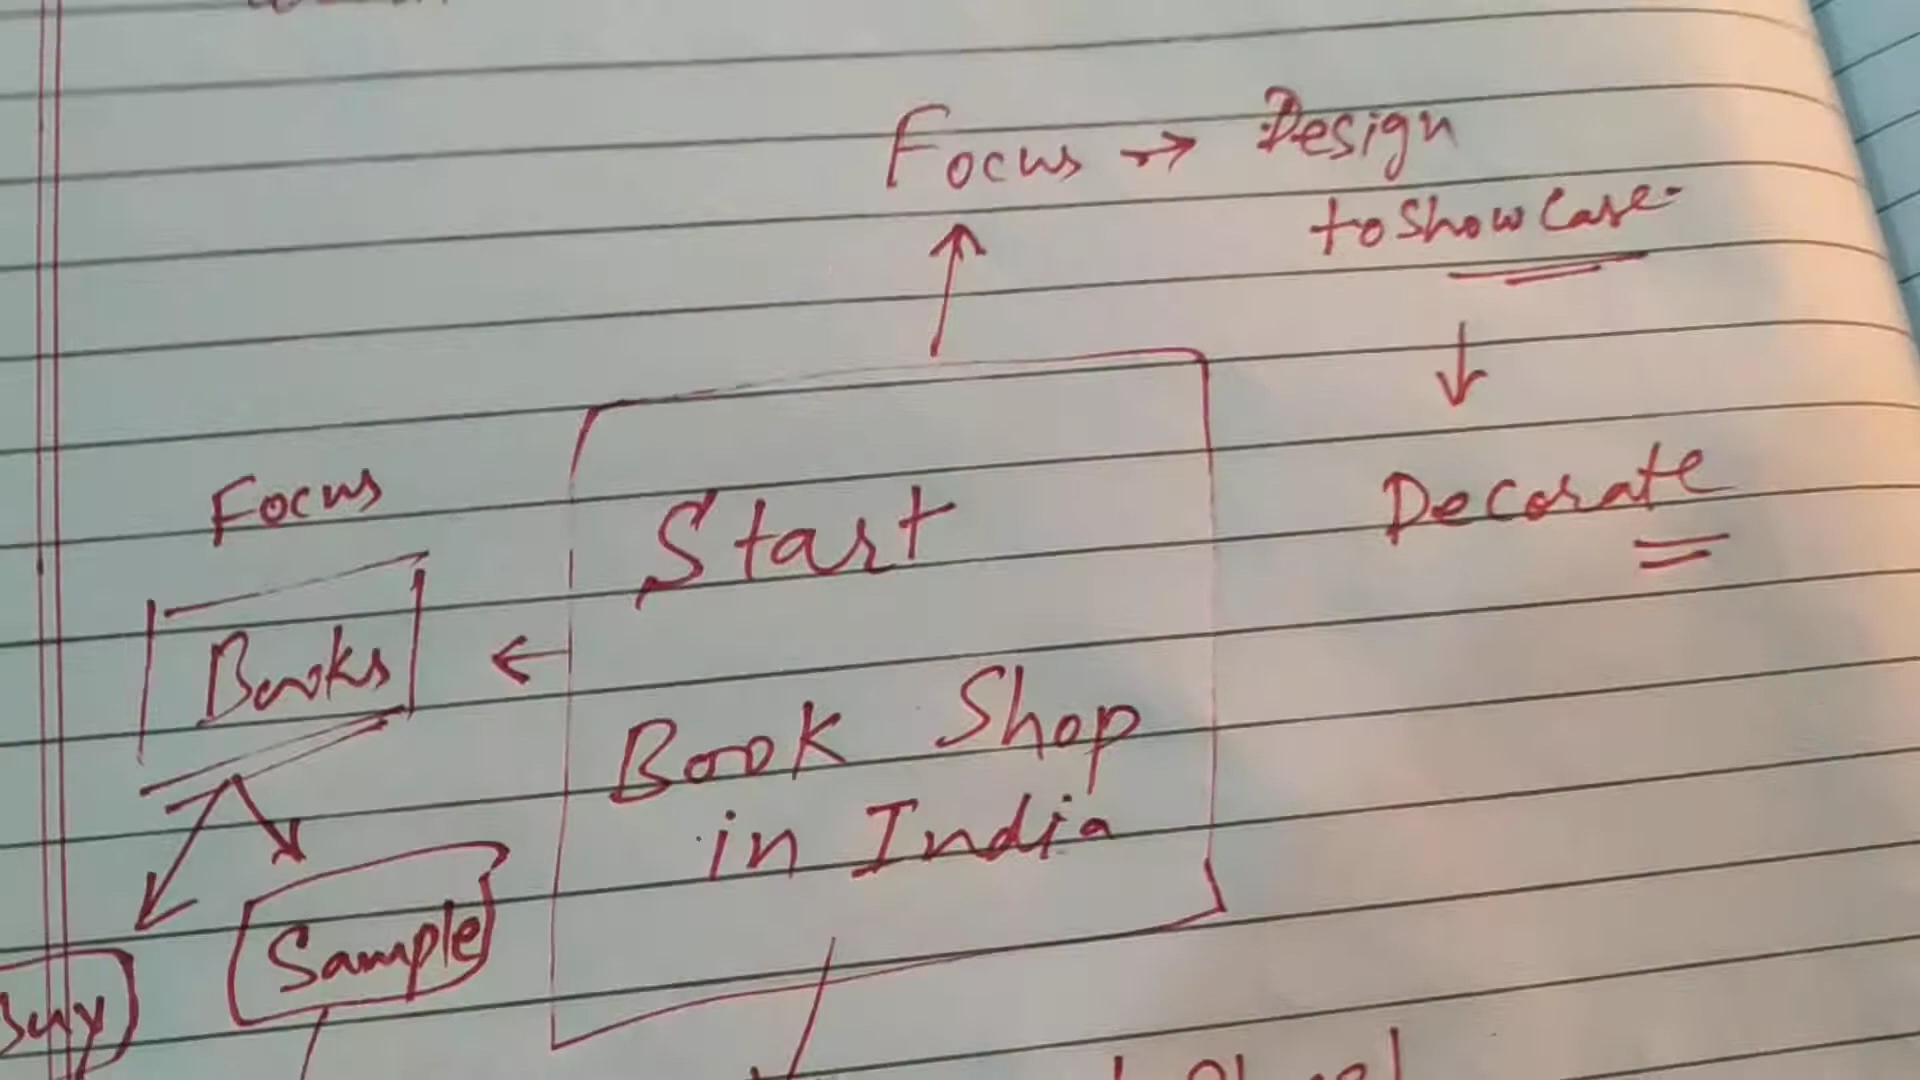 Focus → Design
to Show Case
Decorate
Focus
Books
Start
Book Shop
in India
Sample
Buy